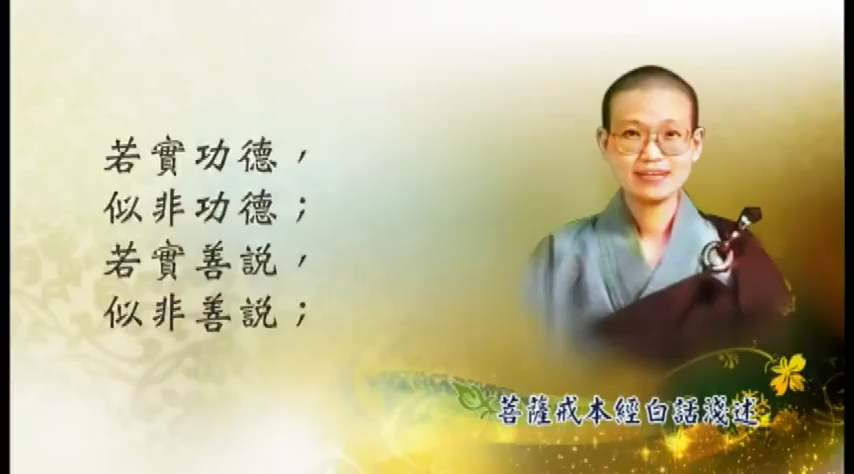 若實功德，
似非功德；
若實善說，
似非善說；
菩薩戒本經白話淺述